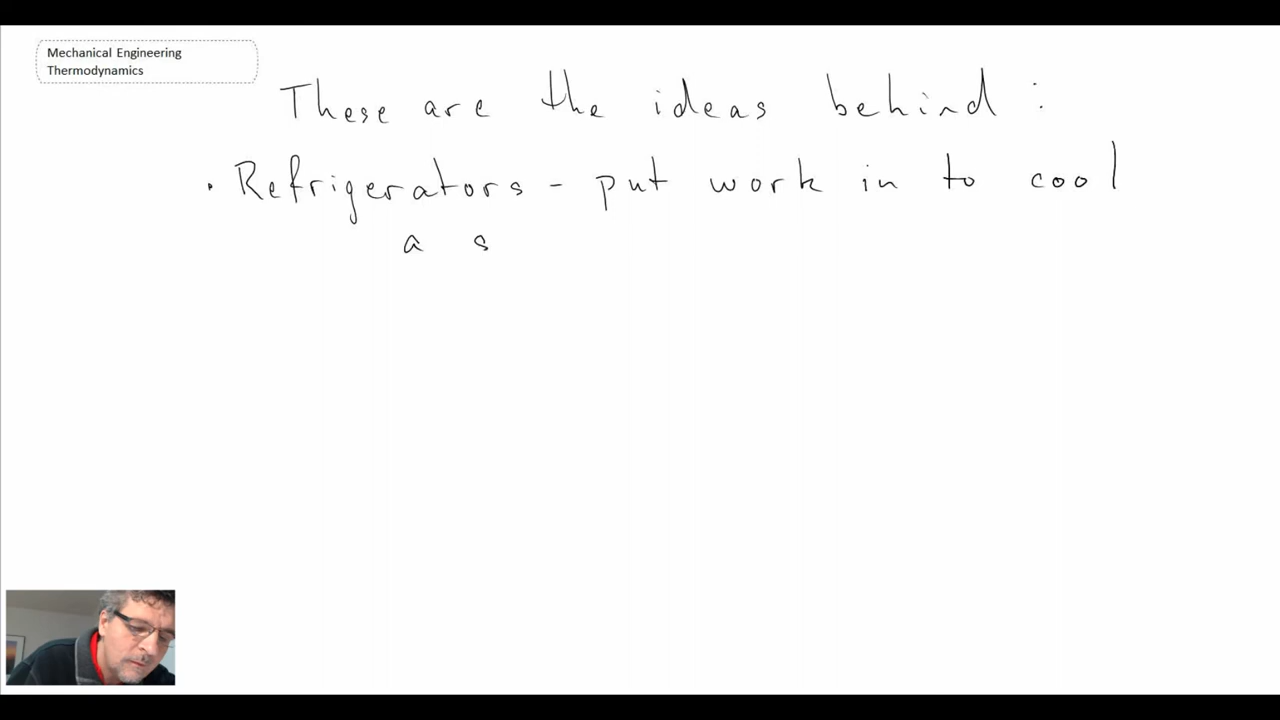 Mechanical Engineering
Thermodynamics
These are the ideas behind :
· Refrigerators - put work in to cool
a s